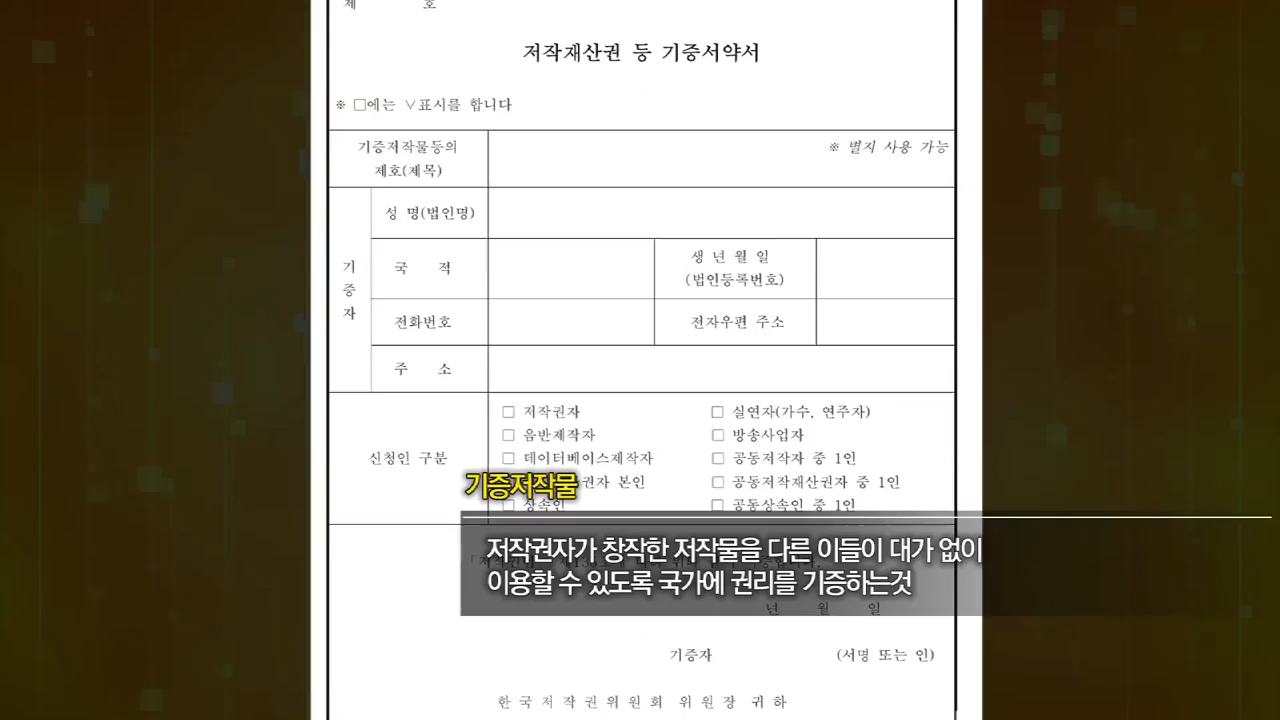 제 호
저작재산권 등 기증서약서
※ □에는 ∨표시를 합니다
기증저작물등의
제호(제목)
※ 별지 사용 가능
기증자
성 명(법인명)
국 적
생 년 월 일
(법인등록번호)
전화번호
전자우편 주소
주 소
신청인 구분
□ 저작권자
□ 실연자(가수, 연주자)
□ 음반제작자
□ 방송사업자
□ 데이터베이스제작자
□ 공동저작자 중 1인
권자 본인
□ 공동저작재산권자 중 1인
□ 상속인
□ 공동상속인 중 1인
기증저작물
저작권자가 창작한 저작물을 다른 이들이 대가 없이
이용할 수 있도록 국가에 권리를 기증하는것
년 월 일
기증자 (서명 또는 인)
한 국 저 작 권 위 원 회 위 원 장 귀 하